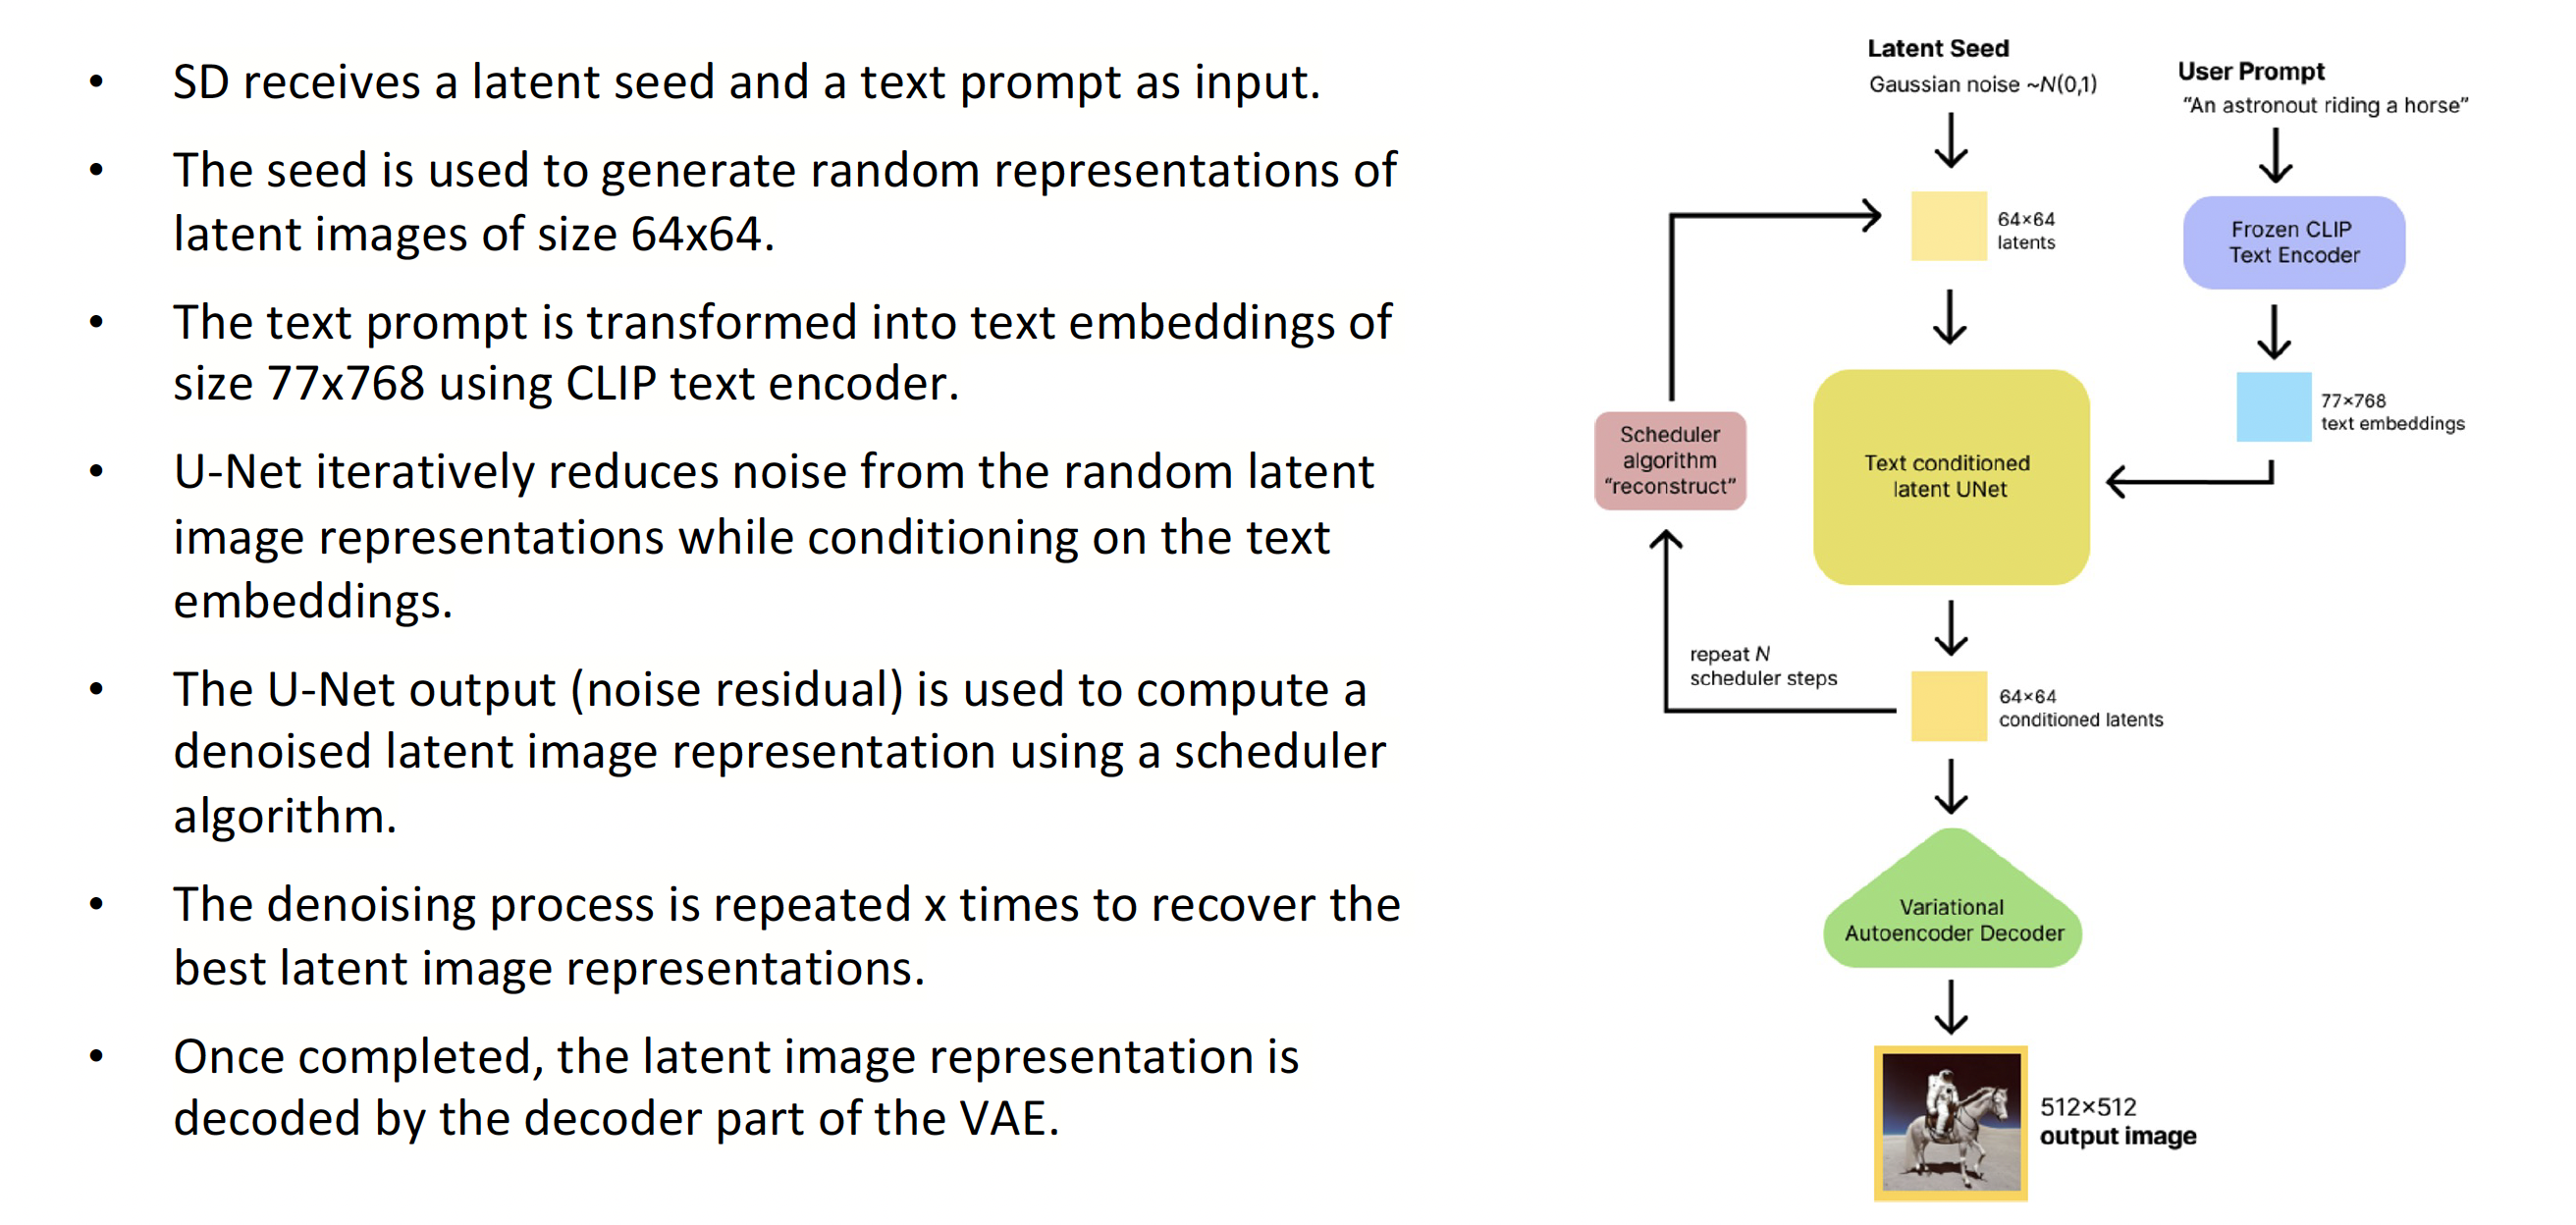 • SD receives a latent seed and a text prompt as input.
• The seed is used to generate random representations of
latent images of size 64x64.
• The text prompt is transformed into text embeddings of
size 77x768 using CLIP text encoder.
• U-Net iteratively reduces noise from the random latent
image representations while conditioning on the text
embeddings.
• The U-Net output (noise residual) is used to compute a
denoised latent image representation using a scheduler
algorithm.
• The denoising process is repeated x times to recover the
best latent image representations.
• Once completed, the latent image representation is
decoded by the decoder part of the VAE.
Latent Seed
Gaussian noise ~N(0,1)
User Prompt
“An astronout riding a horse”
64×64
latents
Frozen CLIP
Text Encoder
77×768
text embeddings
Scheduler
algorithm
“reconstruct”
Text conditioned
latent UNet
repeat N
scheduler steps
64×64
conditioned latents
Variational
Autoencoder Decoder
512×512
output image